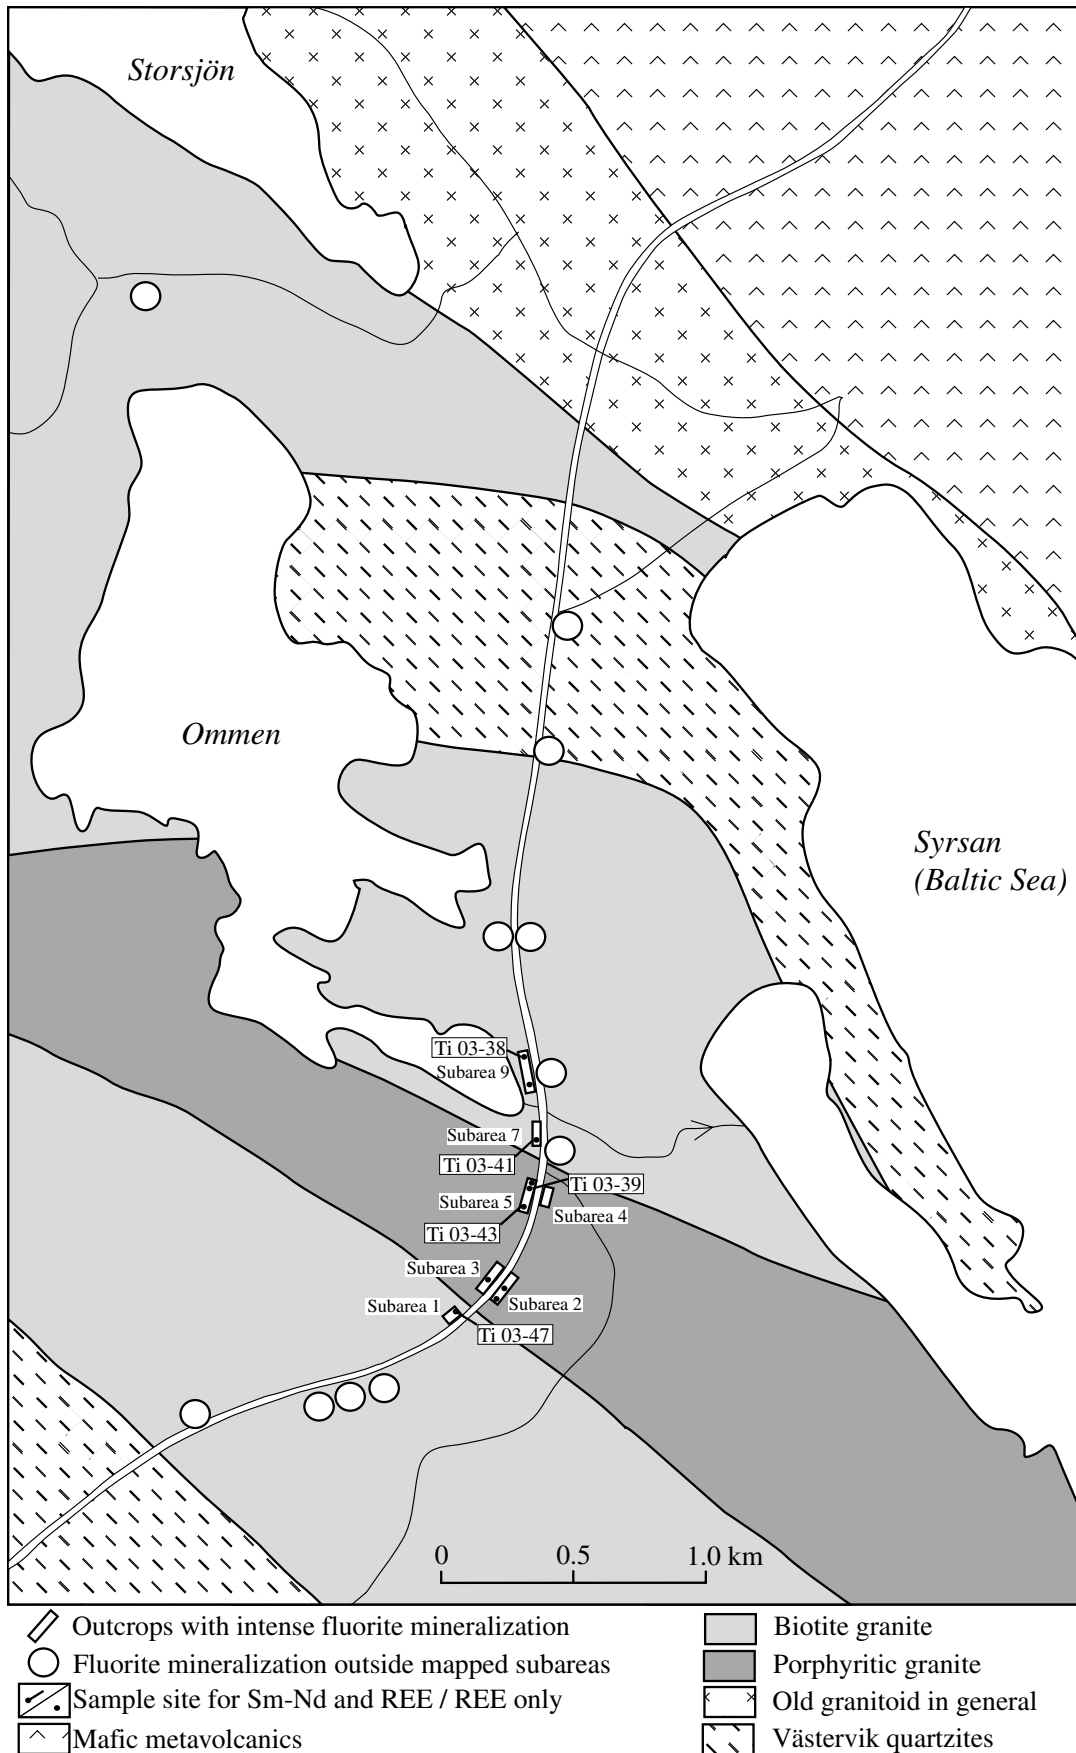 Storsjön
Ommen
Syrsan
(Baltic Sea)
Ti 03-38
Subarea 9
Subarea 7
Ti 03-41
Ti 03-39
Subarea 5
Subarea 4
Ti 03-43
Subarea 3
Subarea 2
Subarea 1
Ti 03-47
0 0.5 1.0 km
Outcrops with intense fluorite mineralization
Fluorite mineralization outside mapped subareas
Sample site for Sm-Nd and REE / REE only
Mafic metavolcanics
Biotite granite
Porphyritic granite
Old granitoid in general
Västervik quartzites